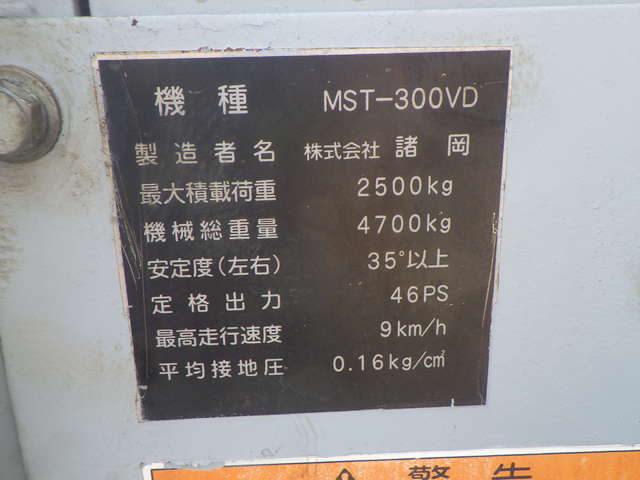 機種 MST-300VD
製造者名 株式会社 諸岡
最大積載荷重 2500kg
機械総重量 4700kg
安定度(左右) 35°以上
定格出力 46PS
最高走行速度 9km/h
平均接地圧 0.16kg/c㎡
警告